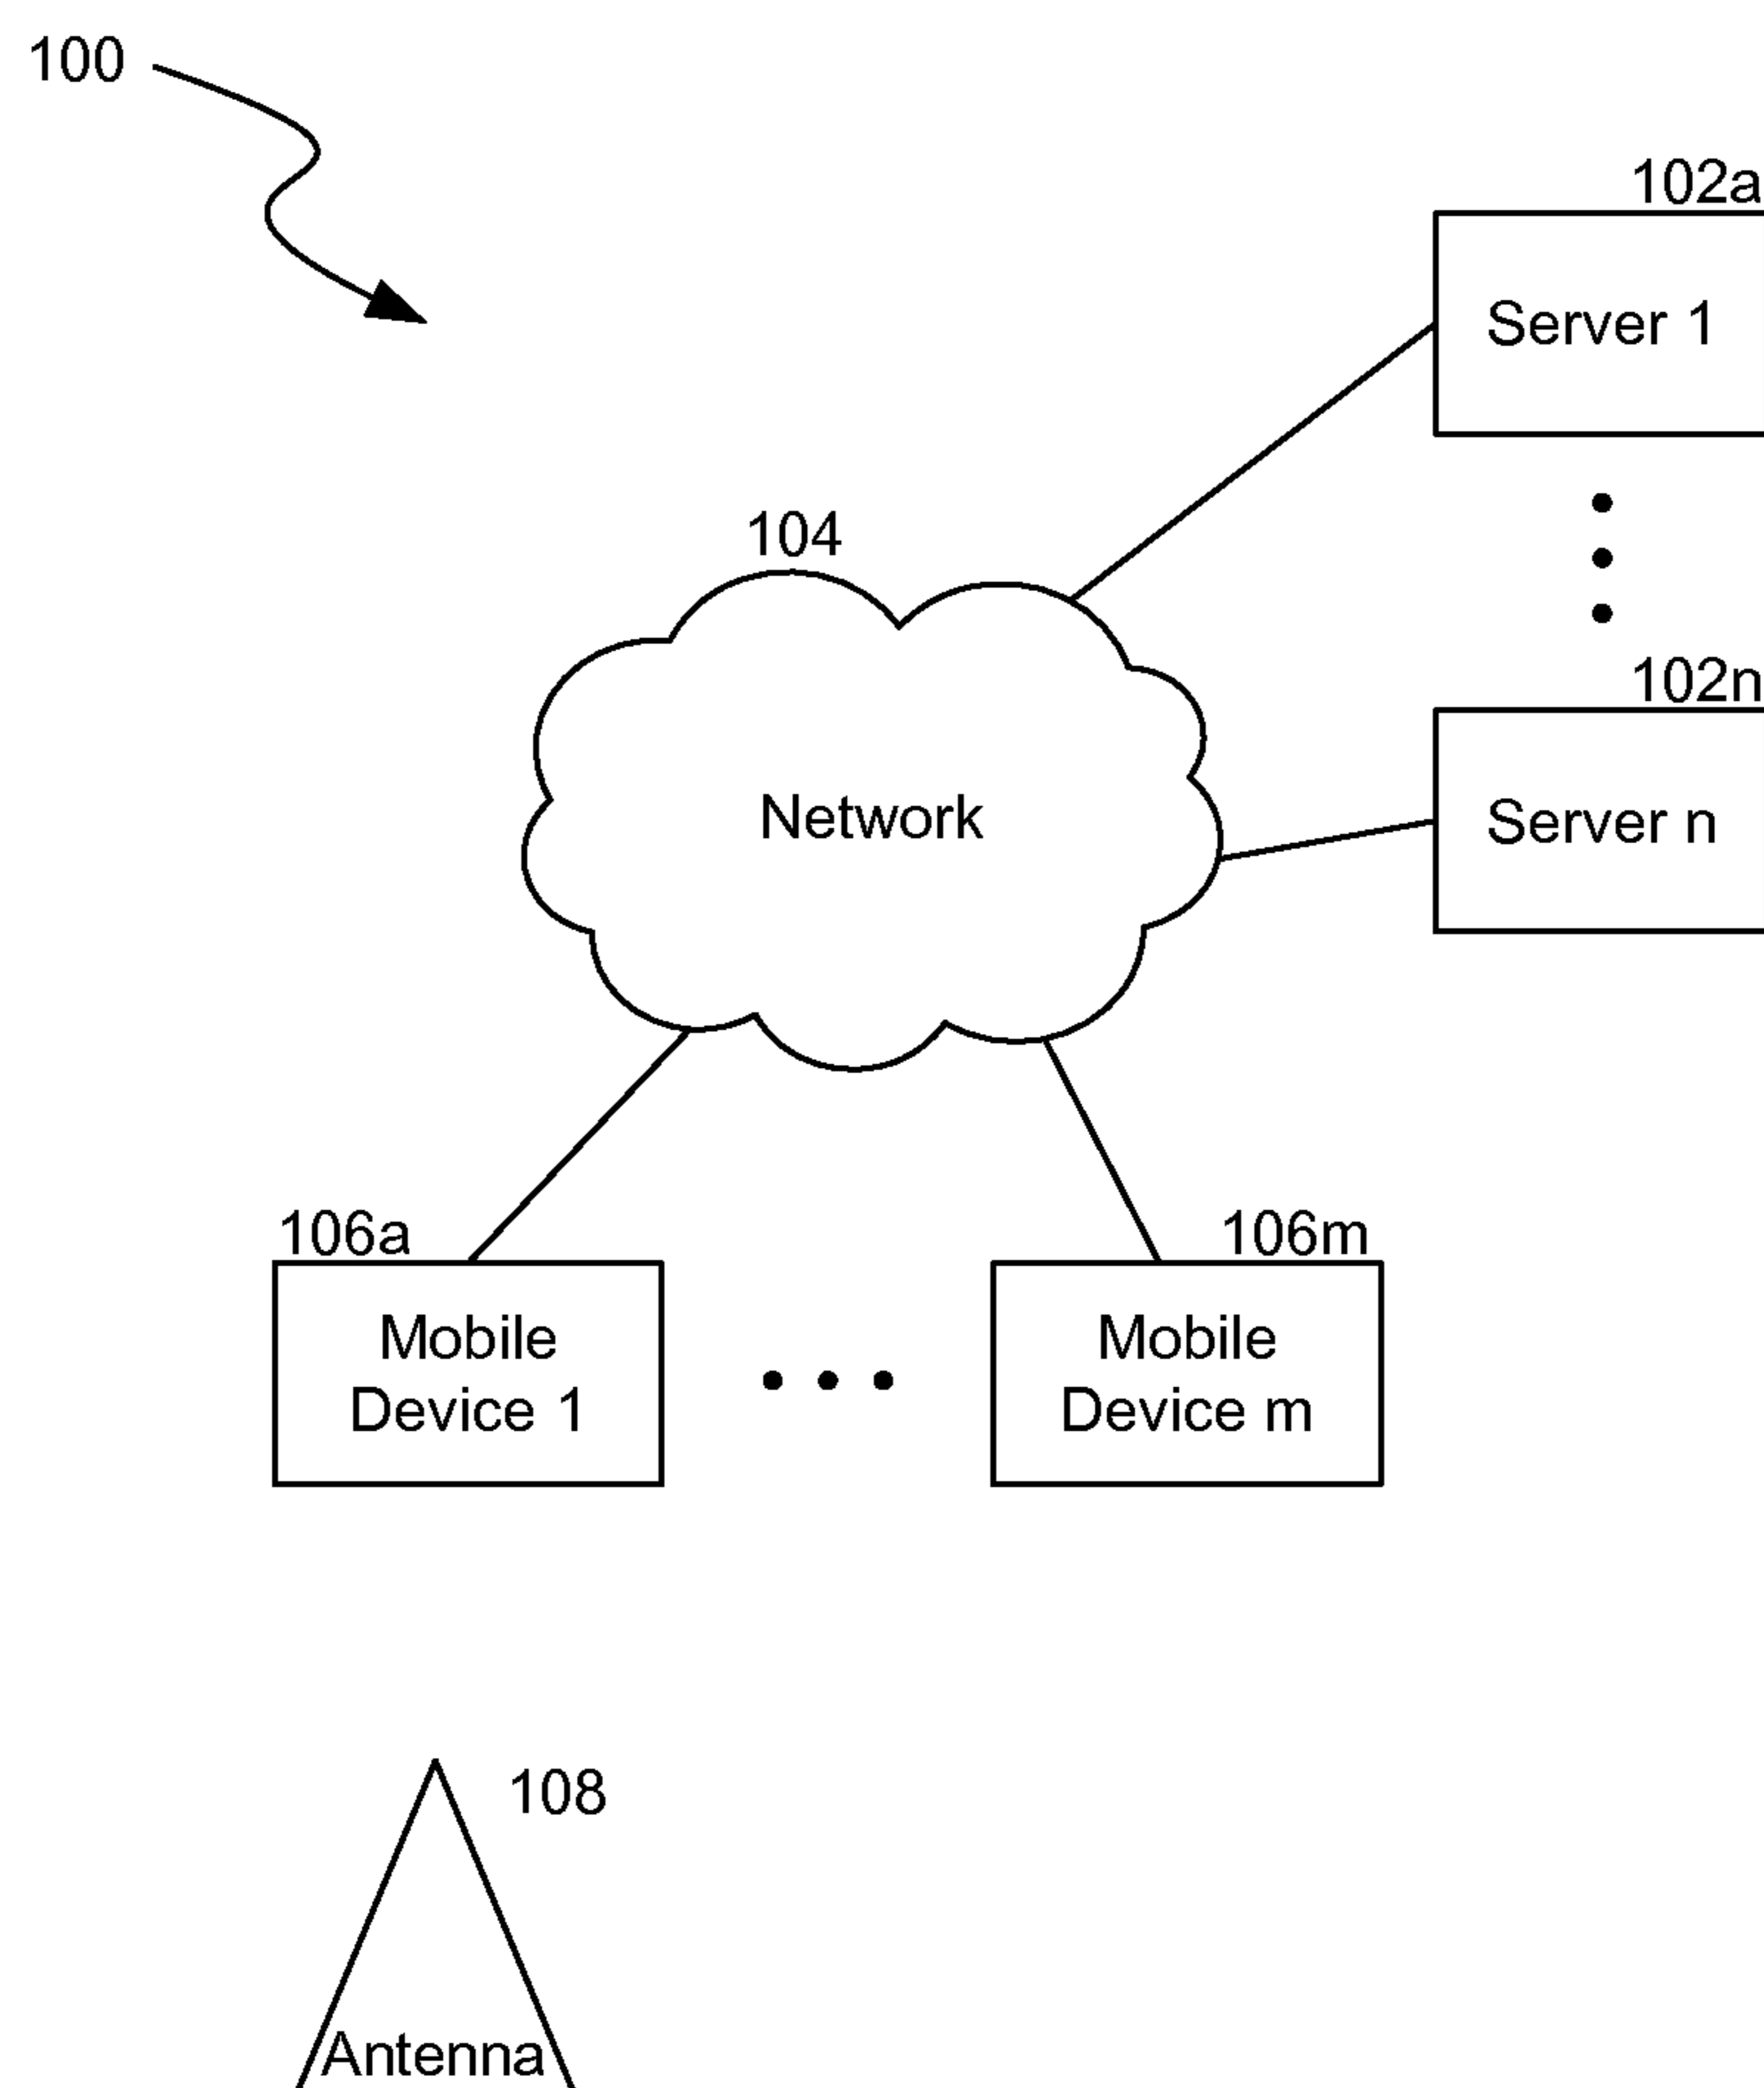 100
102a
Server 1
104
102n
Network
Server n
106a
106m
Mobile
Device 1
Mobile
Device m
108
Antenna